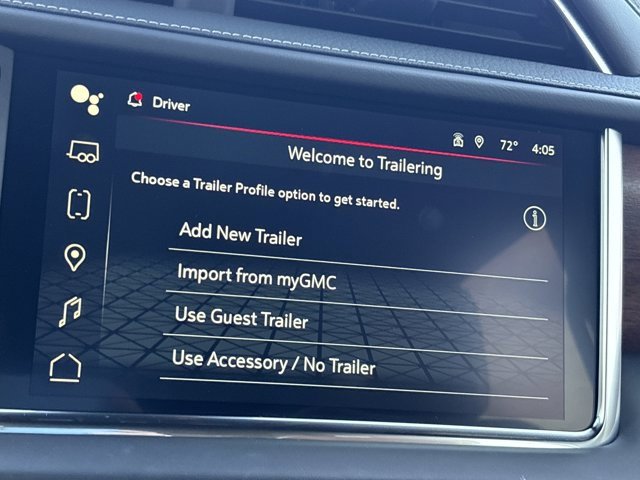 Driver
72° 4:05
Welcome to Trailering
Choose a Trailer Profile option to get started.
Add New Trailer
Import from myGMC
Use Guest Trailer
Use Accessory / No Trailer